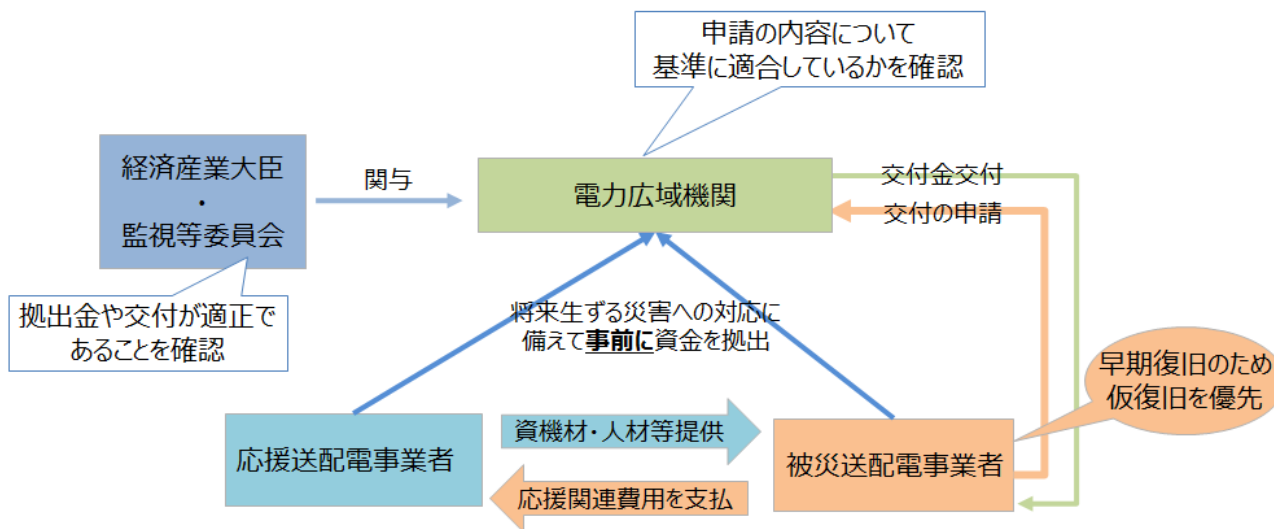 申請の内容について
基準に適合しているかを確認
経済産業大臣
・
監視等委員会
関与
電力広域機関
交付金交付
交付の申請
拠出金や交付が適正で
あることを確認
将来生ずる災害への対応に
備えて事前に資金を拠出
早期復旧のため
仮復旧を優先
応援送配電事業者
資機材・人材等提供
被災送配電事業者
応援関連費用を支払